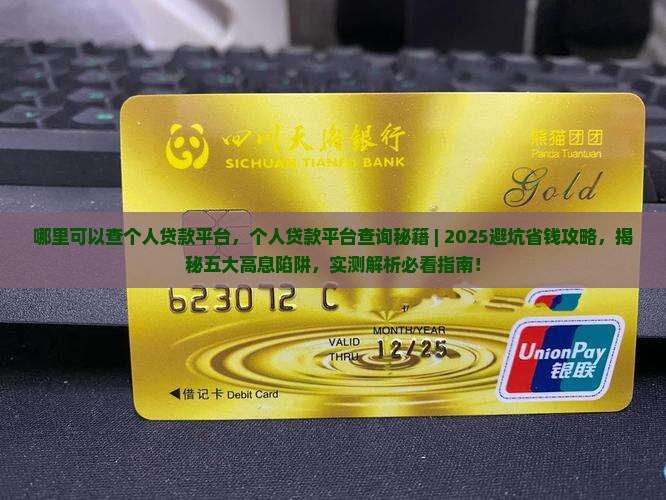 四川天府银行
SICHUAN TIANFU BANK
熊猫团团
Panda Tuantuan
Gold
哪里可以查个人贷款平台，个人贷款平台查询秘籍 | 2025避坑省钱攻略，揭
秘五大高息陷阱，实测解析必看指南！
623072 C
MONTH/YEAR
VALID
THRU 12/25
UnionPay
银联
◀借记卡 Debit Card